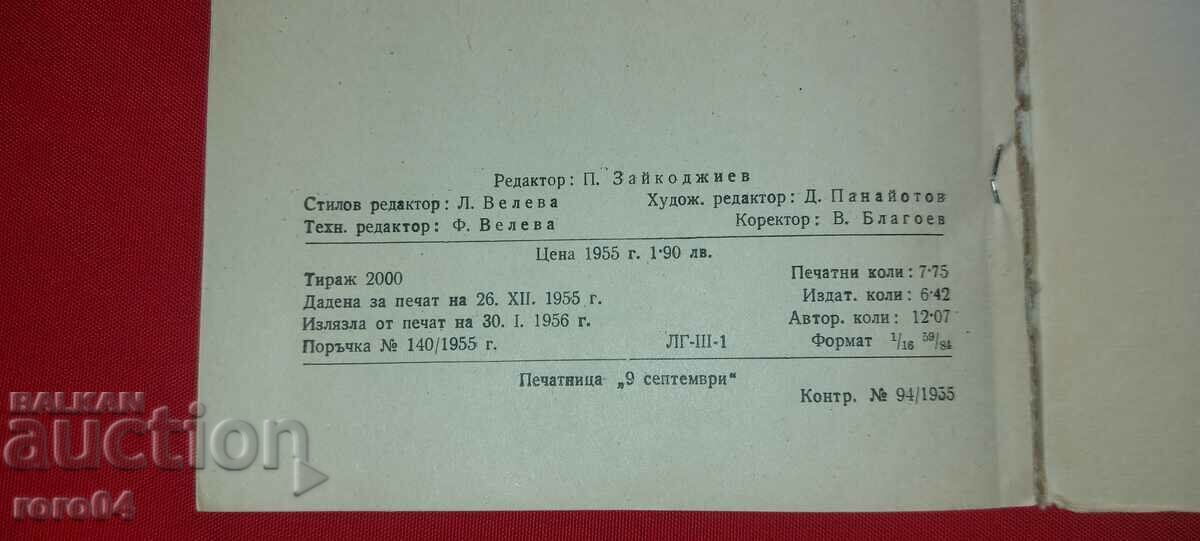 Редактор: П. Зайкоджиев
Стилов редактор: Л. Велева Худож. редактор: Д. Панайотов
Техн. редактор: Ф. Велева Коректор: В. Благоев
Цена 1955 г. 1·90 лв.
Тираж 2000 Печатни коли: 7·75
Дадена за печат на 26. XII. 1955 г. Издат. коли: 6·42
Излязла от печат на 30. I. 1956 г. Автор. коли: 12·07
Поръчка № 140/1955 г. ЛГ-III-1 Формат 1/16 59/84
Печатница „9 септември“
Контр. № 94/1955
BALKAN
auction
roro04